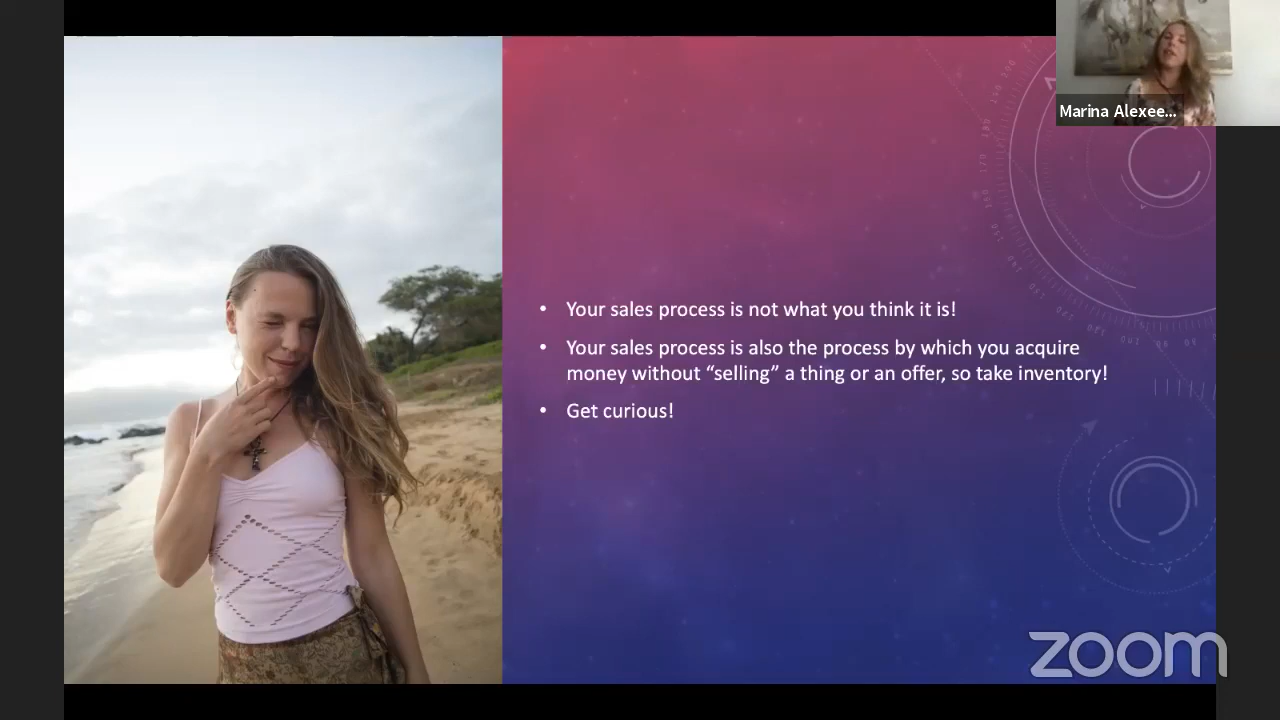 Marina Alexee...
• Your sales process is not what you think it is!
• Your sales process is also the process by which you acquire
money without “selling” a thing or an offer, so take inventory!
• Get curious!
zoom